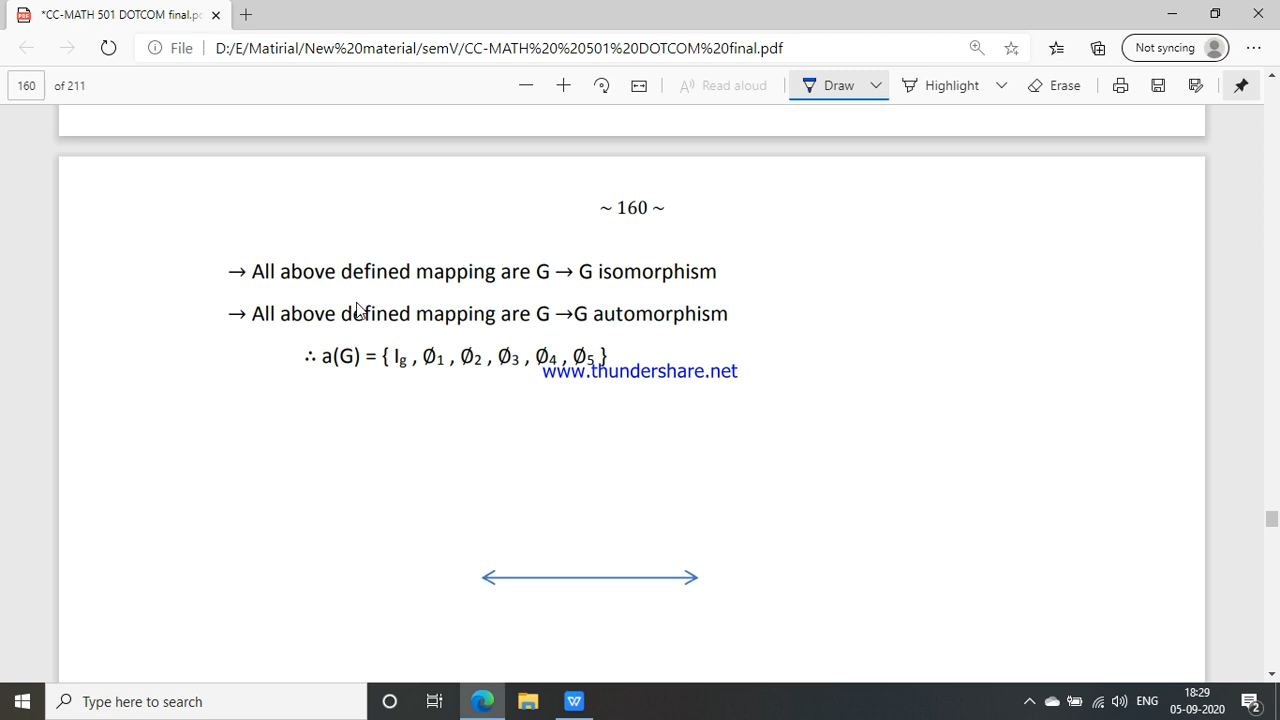 *CC-MATH 501 DOTCOM final.pd
File D:/E/Matirial/New%20material/semV/CC-MATH%20%20501%20DOTCOM%20final.pdf Not syncing
160 of 211 Read aloud Draw Highlight Erase
~ 160 ~
→ All above defined mapping are G → G isomorphism
→ All above defined mapping are G →G automorphism
∴ a(G) = { Ig , Ø1 , Ø2 , Ø3 , Ø4 , Ø5 }
www.thundershare.net
Type here to search ENG 18:29
05-09-2020 2